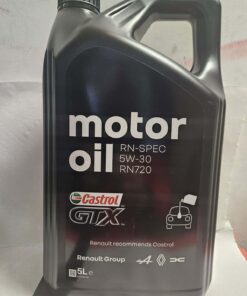 motor
oil
RN-SPEC
5W-30
RN720
Castrol
GTX
Renault recommends Castrol
Renault Group
5L e